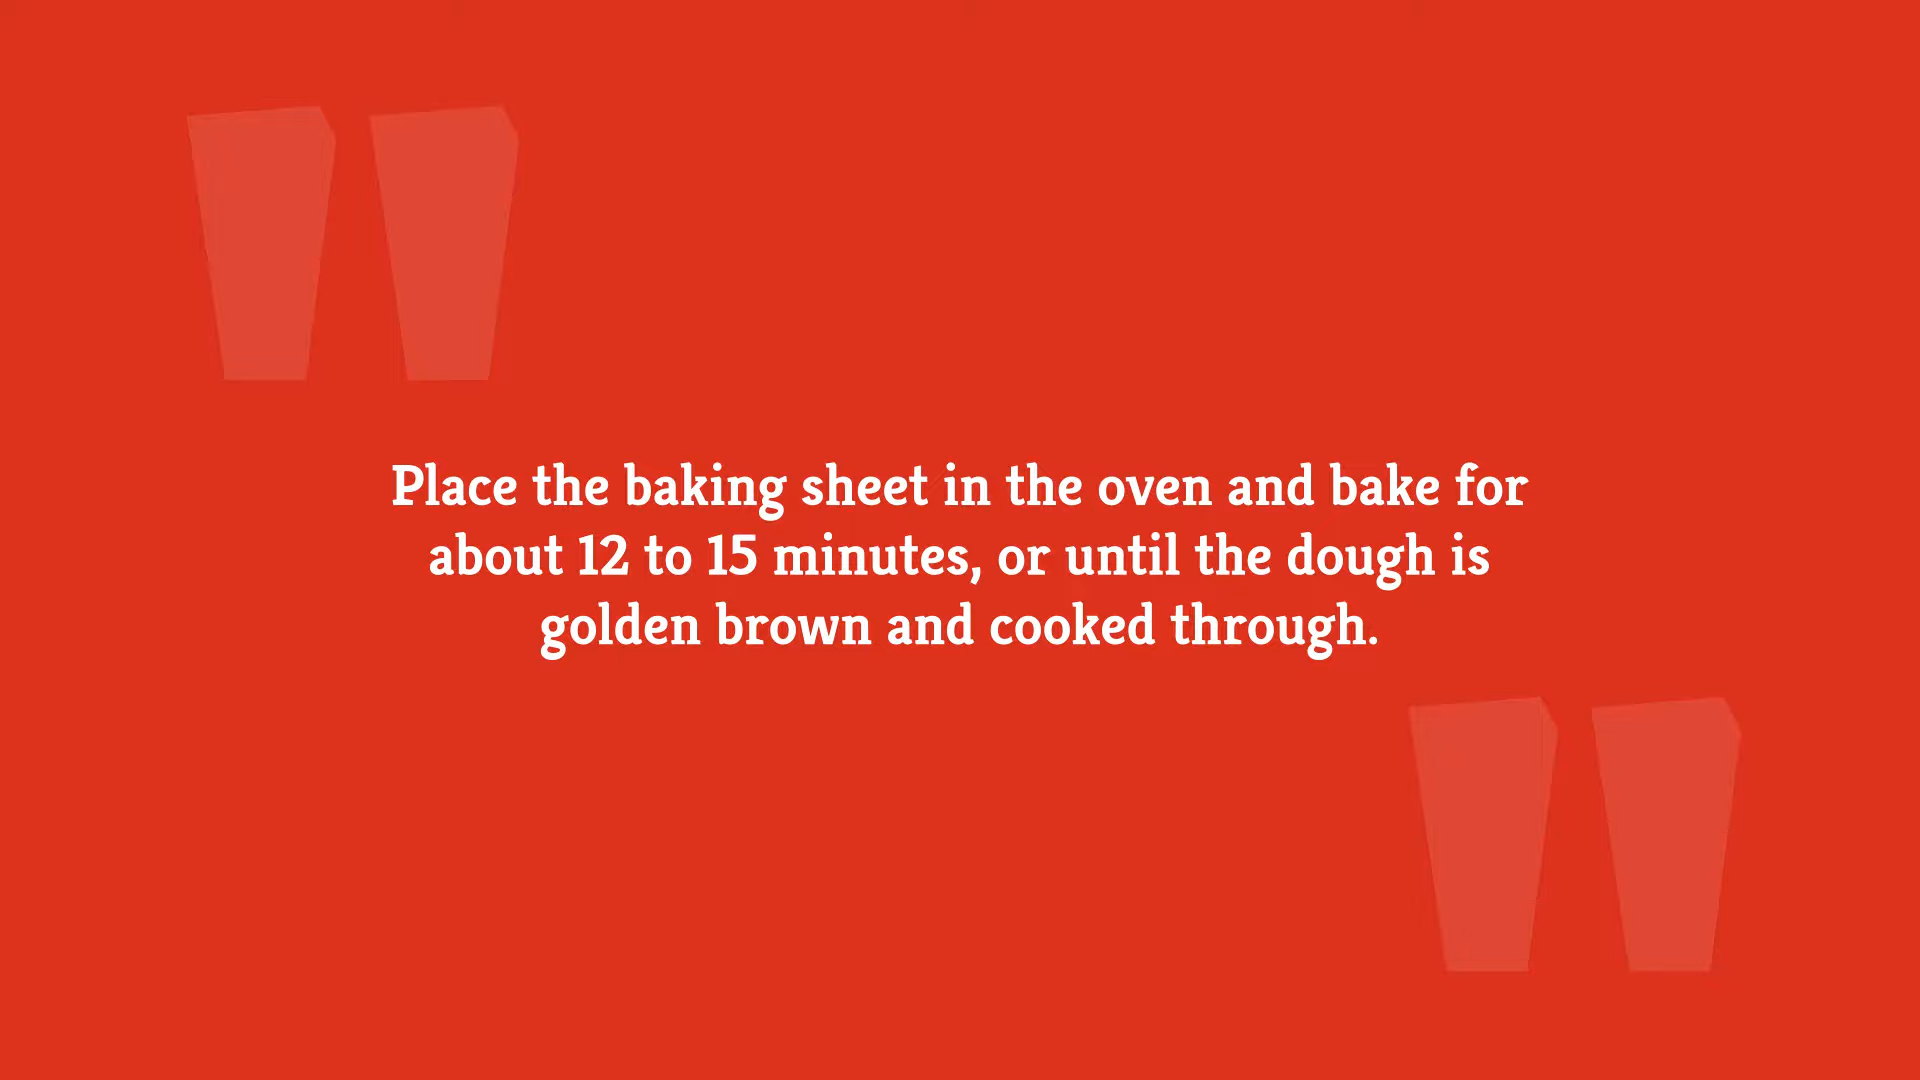 Place the baking sheet in the oven and bake for
about 12 to 15 minutes, or until the dough is
golden brown and cooked through.